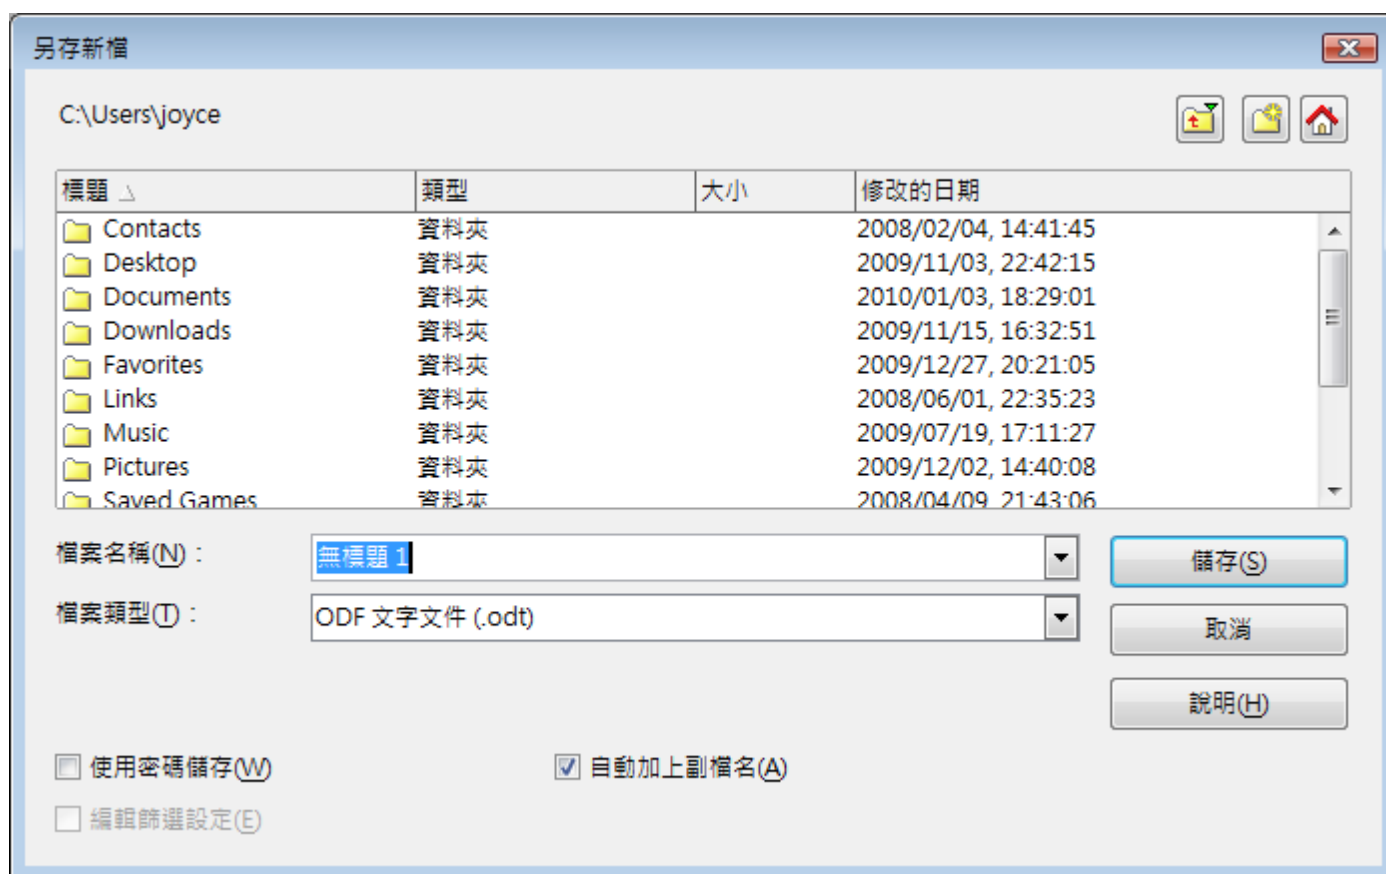 另存新檔
C:\Users\joyce
標題 類型 大小 修改的日期
Contacts 資料夾 2008/02/04, 14:41:45
Desktop 資料夾 2009/11/03, 22:42:15
Documents 資料夾 2010/01/03, 18:29:01
Downloads 資料夾 2009/11/15, 16:32:51
Favorites 資料夾 2009/12/27, 20:21:05
Links 資料夾 2008/06/01, 22:35:23
Music 資料夾 2009/07/19, 17:11:27
Pictures 資料夾 2009/12/02, 14:40:08
Saved Games 資料夾 2008/04/09, 21:43:06
檔案名稱(N)： 無標題 1 儲存(S)
檔案類型(T)： ODF 文字文件 (.odt) 取消
說明(H)
使用密碼儲存(W) 自動加上副檔名(A)
編輯篩選設定(E)